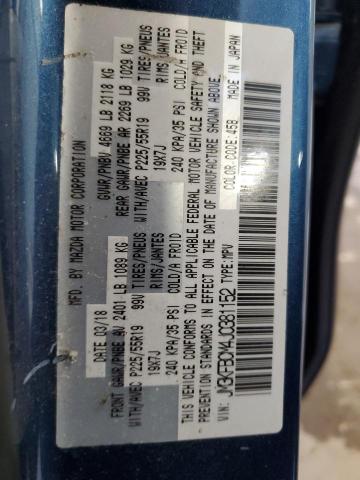 MFD. BY MAZDA MOTOR CORPORATION
DATE 03/18 GVWR/PNBV 4669 LB 2118 KG
FRONT GAWR/PNBE AV 2401 LB 1089 KG REAR GAWR/PNBE AR 2269 LB 1029 KG
WITH/AVEC P225/55R19 99V TIRES/PNEUS WITH/AVEC P225/55R19 99V TIRES/PNEUS
19X7J RIMS/JANTES 19X7J RIMS/JANTES
240 KPA/35 PSI COLD/A FROID 240 KPA/35 PSI COLD/A FROID
THIS VEHICLE CONFORMS TO ALL APPLICABLE FEDERAL MOTOR VEHICLE SAFETY AND THEFT
PREVENTION STANDARDS IN EFFECT ON THE DATE OF MANUFACTURE SHOWN ABOVE.
COLOR CODE:45B MADE IN JAPAN
VIN: JM3KFBCM4J0381152 TYPE:MPV